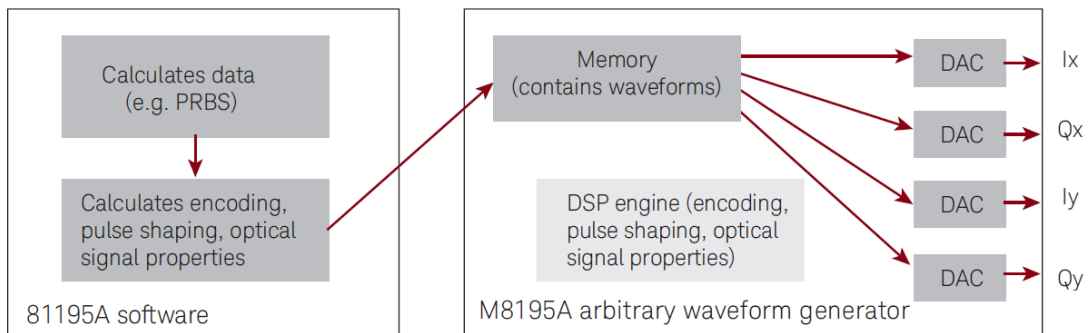 Calculates data
(e.g. PRBS)
Calculates encoding,
pulse shaping, optical
signal properties
81195A software
Memory
(contains waveforms)
DSP engine (encoding,
pulse shaping, optical
signal properties)
M8195A arbitrary waveform generator
DAC
Ix
DAC
Qx
DAC
Iy
DAC
Qy